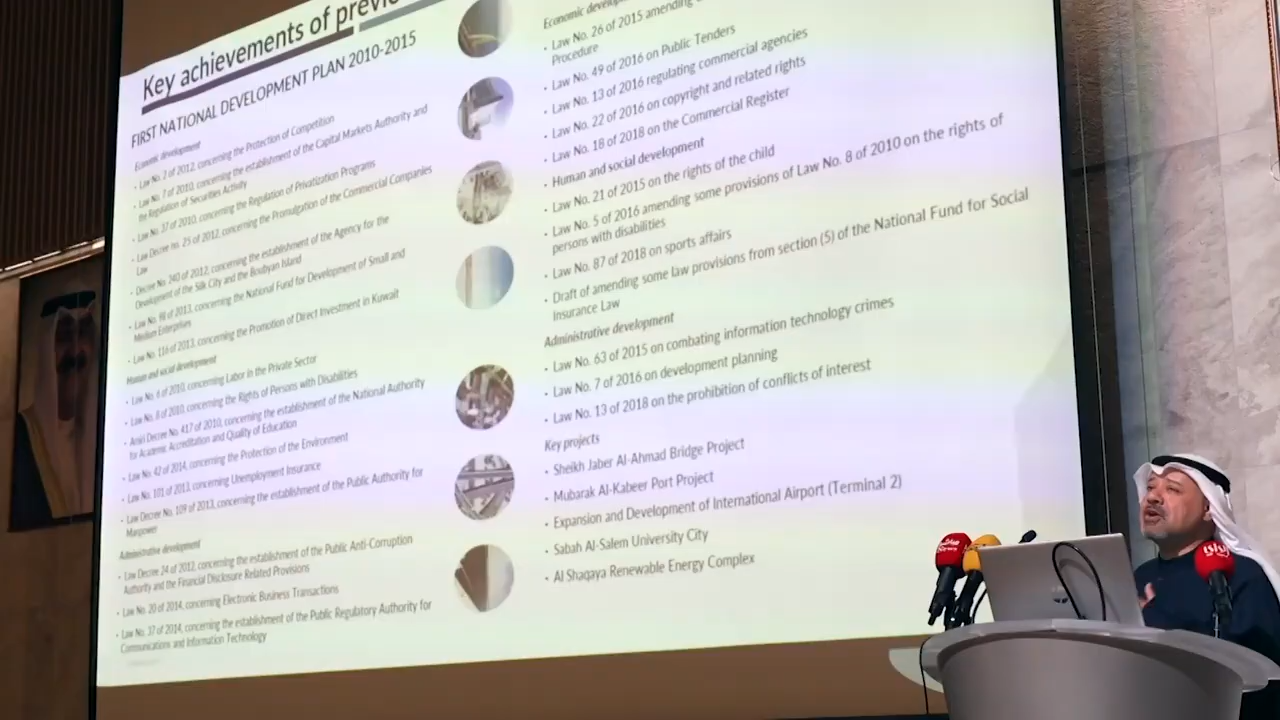 Key achievements of previ
FIRST NATIONAL DEVELOPMENT PLAN 2010-2015
Economic development
• Law No. 2 of 2012, concerning the Protection of Competition
• Law No. 7 of 2010, concerning the establishment of the Capital Markets Authority and
the Regulation of Securities Activity
• Law No. 37 of 2010, concerning the Regulation of Privatization Programs
• Law Decree no. 25 of 2012, concerning the Promulgation of the Commercial Companies
Law
• Decree No. 240 of 2012, concerning the establishment of the Agency for the
Development of the Silk City and the Boubyan Island
• Law No. 98 of 2013, concerning the National Fund for Development of Small and
Medium Enterprises
• Law No. 116 of 2013, concerning the Promotion of Direct Investment in Kuwait
Human and social development
• Law No. 6 of 2010, concerning Labor in the Private Sector
• Law No. 8 of 2010, concerning the Rights of Persons with Disabilities
• Amiri Decree No. 417 of 2010, concerning the establishment of the National Authority
for Academic Accreditation and Quality of Education
• Law No. 42 of 2014, concerning the Protection of the Environment
• Law No. 101 of 2013, concerning Unemployment Insurance
• Law Decree No. 109 of 2013, concerning the establishment of the Public Authority for
Manpower
Administrative development
• Law Decree 24 of 2012, concerning the establishment of the Public Anti-Corruption
Authority and the Financial Disclosure Related Provisions
• Law No. 20 of 2014, concerning Electronic Business Transactions
• Law No. 37 of 2014, concerning the establishment of the Public Regulatory Authority for
Communications and Information Technology
Economic develop
• Law No. 26 of 2015 amending
Procedure
• Law No. 49 of 2016 on Public Tenders
• Law No. 13 of 2016 regulating commercial agencies
• Law No. 22 of 2016 on copyright and related rights
• Law No. 18 of 2018 on the Commercial Register
• Human and social development
• Law No. 21 of 2015 on the rights of the child
• Law No. 5 of 2016 amending some provisions of Law No. 8 of 2010 on the rights of
persons with disabilities
• Law No. 87 of 2018 on sports affairs
• Draft of amending some law provisions from section (5) of the National Fund for Social
Insurance Law
Administrative development
• Law No. 63 of 2015 on combating information technology crimes
• Law No. 7 of 2016 on development planning
• Law No. 13 of 2018 on the prohibition of conflicts of interest
Key projects
• Sheikh Jaber Al-Ahmad Bridge Project
• Mubarak Al-Kabeer Port Project
• Expansion and Development of International Airport (Terminal 2)
• Sabah Al-Salem University City
• Al Shaqaya Renewable Energy Complex
News
الراي